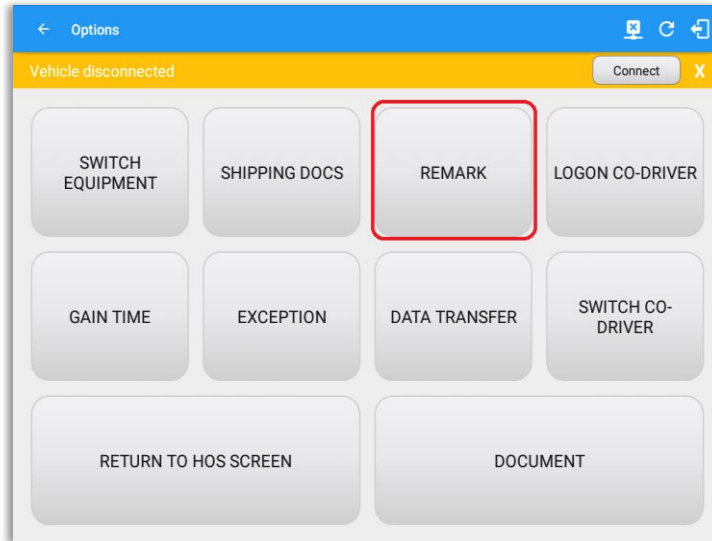 Options
Vehicle disconnected
Connect
X
SWITCH
EQUIPMENT
SHIPPING DOCS
REMARK
LOGON CO-DRIVER
GAIN TIME
EXCEPTION
DATA TRANSFER
SWITCH CO-
DRIVER
RETURN TO HOS SCREEN
DOCUMENT